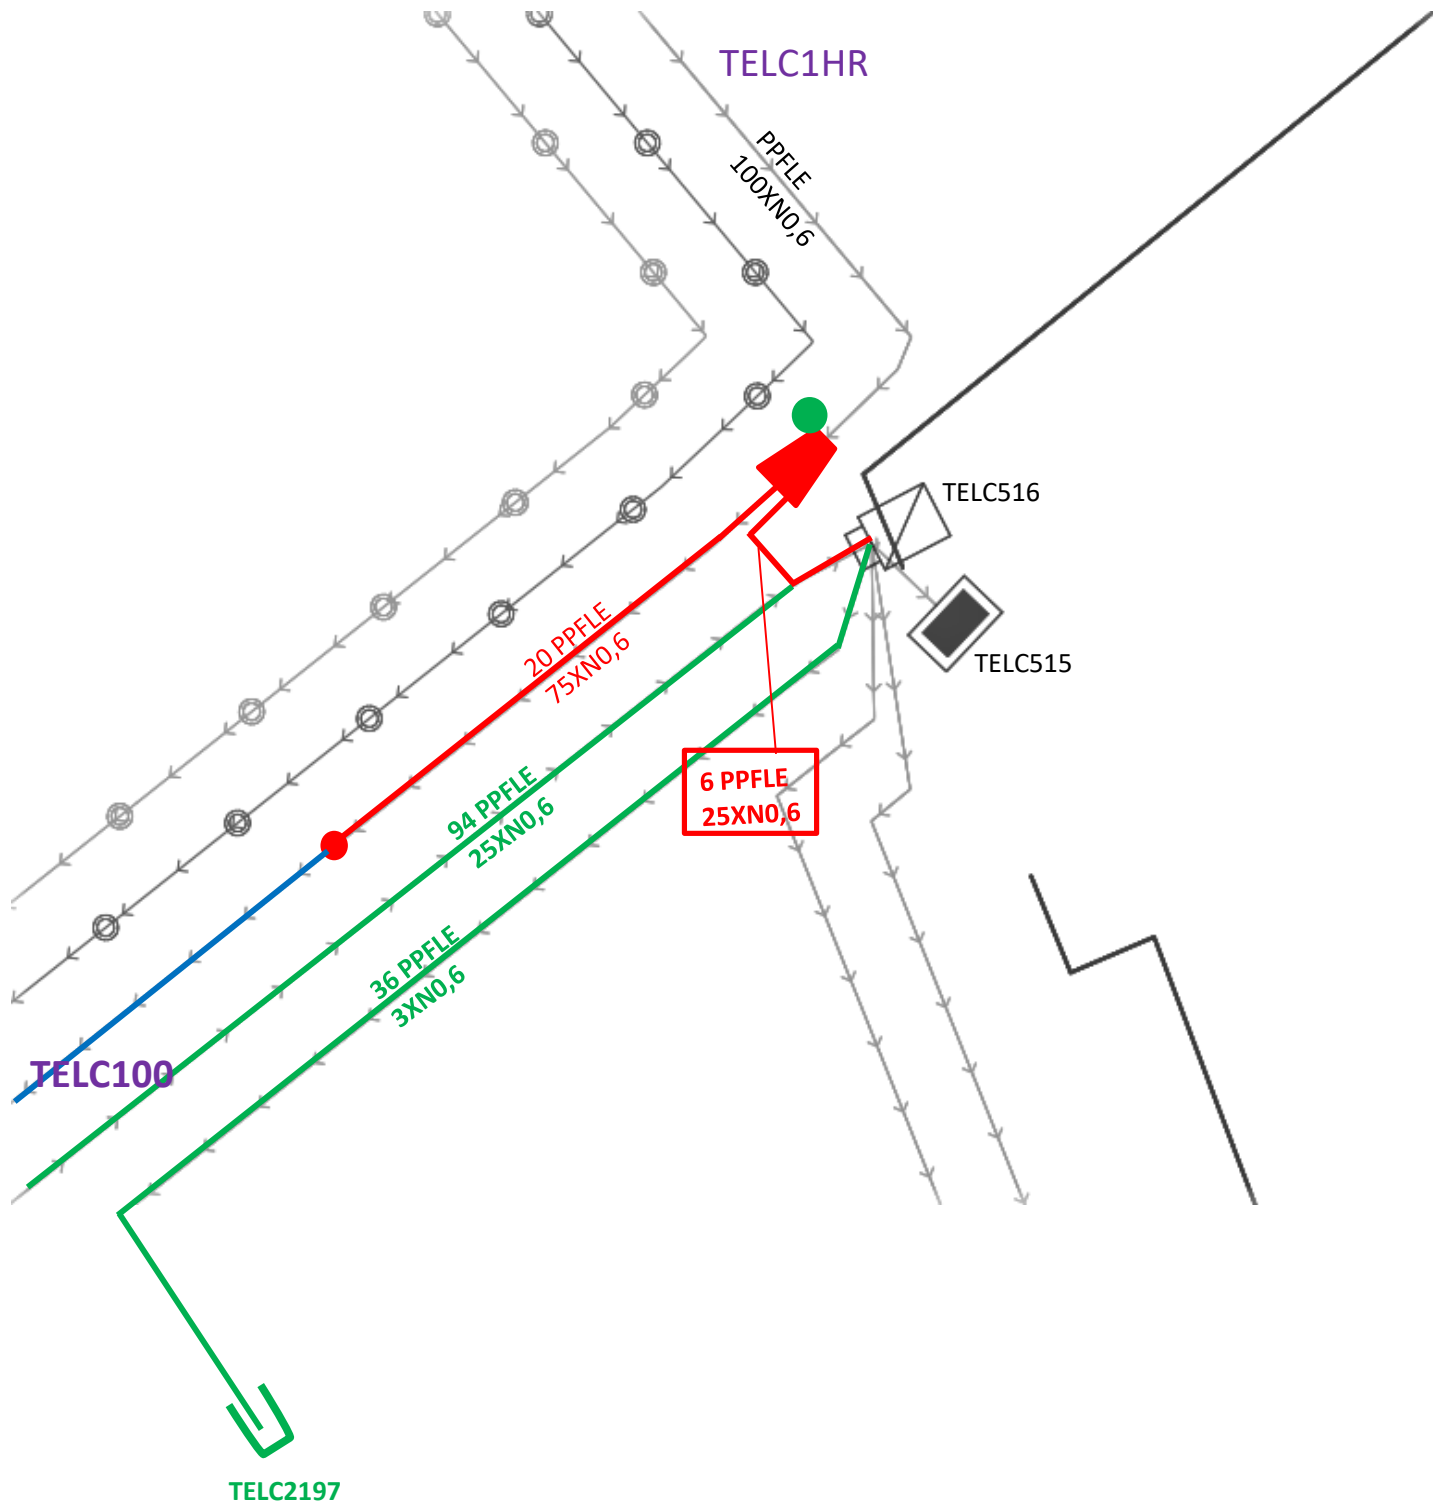 TELC1HR
PPFLE
100XN0,6
TELC516
20 PPFLE
75XN0,6
TELC515
6 PPFLE
25XN0,6
94 PPFLE
25XN0,6
36 PPFLE
3XN0,6
TELC100
TELC2197